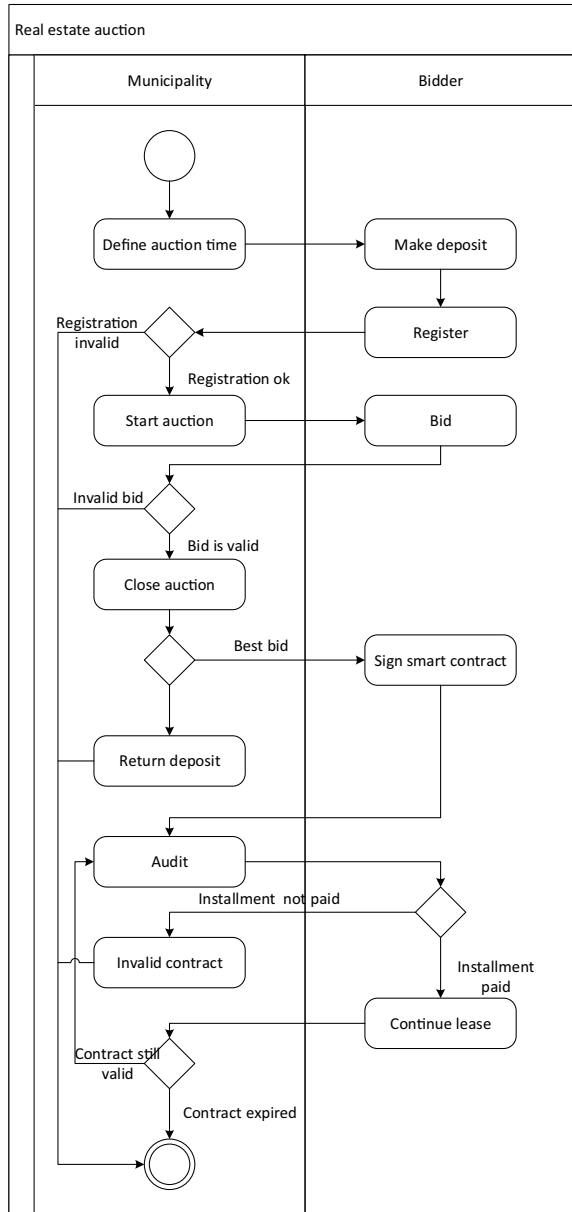 Real estate auction
Municipality
Bidder
Define auction time
Make deposit
Registration
invalid
Register
Registration ok
Start auction
Bid
Invalid bid
Bid is valid
Close auction
Best bid
Sign smart contract
Return deposit
Audit
Installment  not paid
Invalid contract
Installment
paid
Continue lease
Contract still
valid
Contract expired